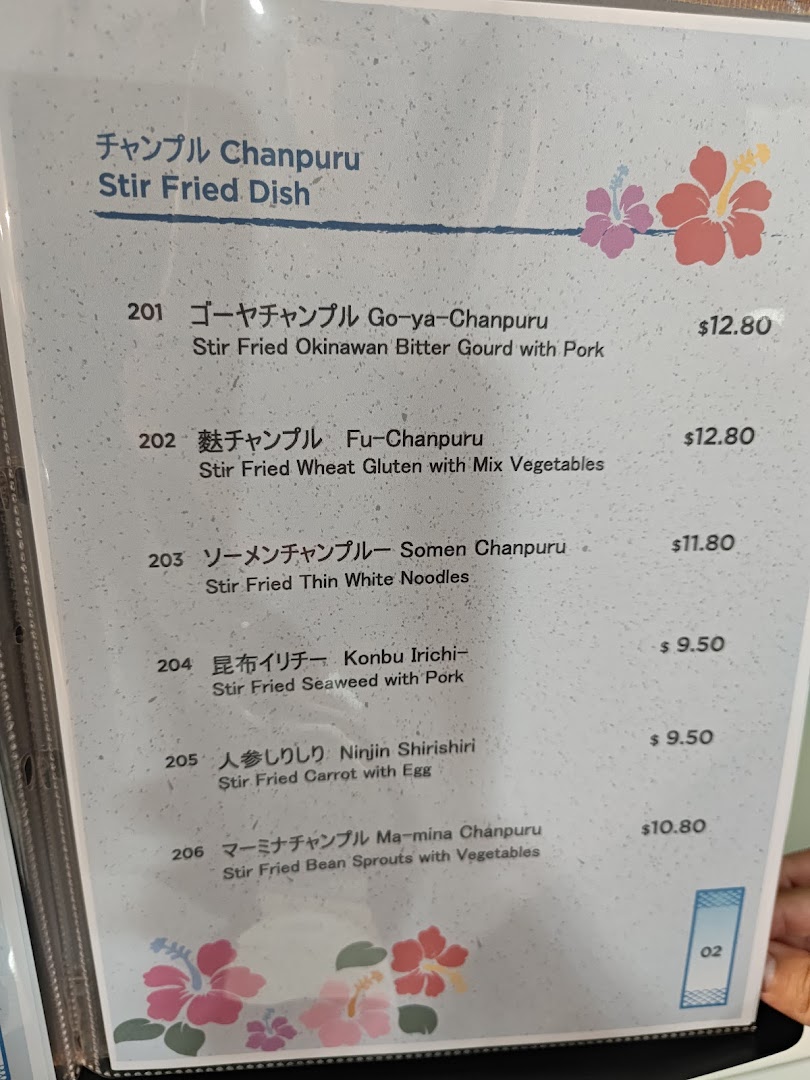 チャンプル Chanpuru
Stir Fried Dish
201 ゴーヤチャンプル Go-ya-Chanpuru $12.80
Stir Fried Okinawan Bitter Gourd with Pork
202 麩チャンプル Fu-Chanpuru $12.80
Stir Fried Wheat Gluten with Mix Vegetables
203 ソーメンチャンプルー Somen Chanpuru $11.80
Stir Fried Thin White Noodles
204 昆布イリチー Konbu Irichi- $ 9.50
Stir Fried Seaweed with Pork
205 人参しりしり Ninjin Shirishiri $ 9.50
Stir Fried Carrot with Egg
206 マーミナチャンプル Ma-mina Chanpuru $10.80
Stir Fried Bean Sprouts with Vegetables
02